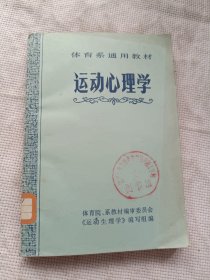 体育系通用教材
运动心理学
体育院、系教材编审委员会
《运动生理学》编写组编